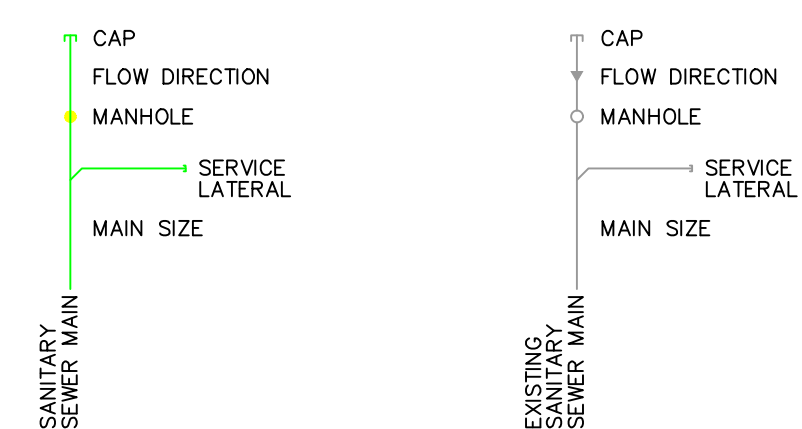 CAP
FLOW DIRECTION
MANHOLE
SERVICE
LATERAL
MAIN SIZE
SANITARY
SEWER MAIN
CAP
FLOW DIRECTION
MANHOLE
SERVICE
LATERAL
MAIN SIZE
EXISTING
SANITARY
SEWER MAIN